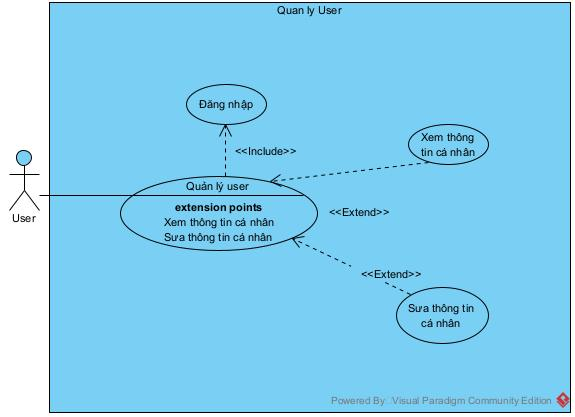 Quan ly User
Đăng nhập
<<Include>>
Xem thông
tin cá nhân
User
Quản lý user
extension points
Xem thông tin cá nhân
Sưa thông tin cá nhân
<<Extend>>
<<Extend>>
Sưa thông tin
cá nhân
Powered By Visual Paradigm Community Edition